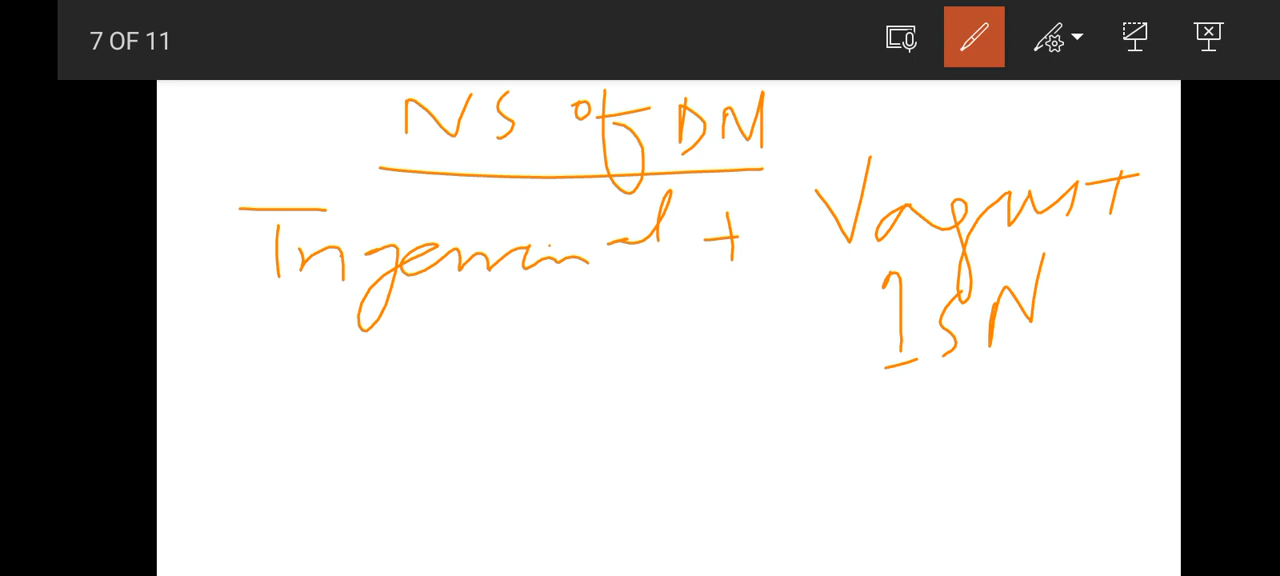 7 OF 11
NS of DM
Trigeminal + Vagus +
1SN